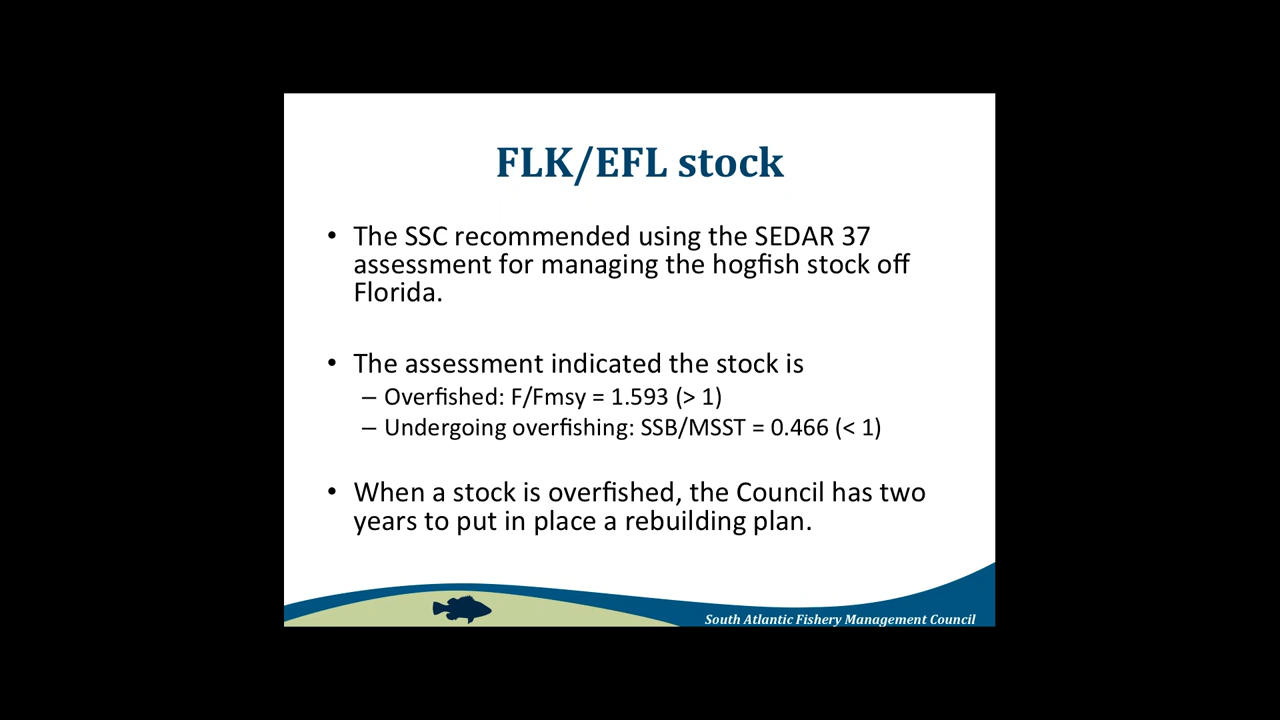 FLK/EFL stock
• The SSC recommended using the SEDAR 37
assessment for managing the hogfish stock off
Florida.
• The assessment indicated the stock is
– Overfished: F/Fmsy = 1.593 (> 1)
– Undergoing overfishing: SSB/MSST = 0.466 (< 1)
• When a stock is overfished, the Council has two
years to put in place a rebuilding plan.
South Atlantic Fishery Management Council